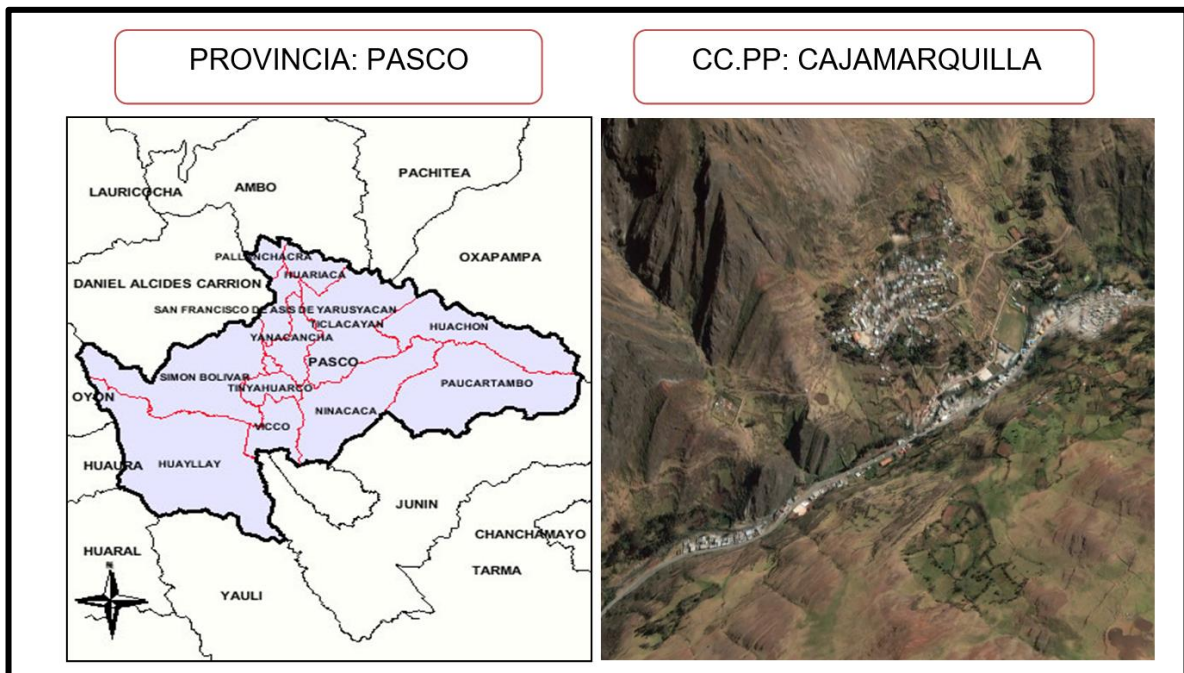 PROVINCIA: PASCO
CC.PP: CAJAMARQUILLA
PACHITEA
LAURICOCHA
AMBO
OXAPAMPA
PALLANCHACRA
HUARIACA
DANIEL ALCIDES CARRION
SAN FRANCISCO DE ASIS DE YARUSYACAN
TICLACAYAN
HUACHON
YANACANCHA
PASCO
SIMON BOLIVAR
TINYAHUARCO
PAUCARTAMBO
OYON
NINACACA
VICCO
HUAURA
HUAYLLAY
JUNIN
CHANCHAMAYO
HUARAL
N
TARMA
YAULI